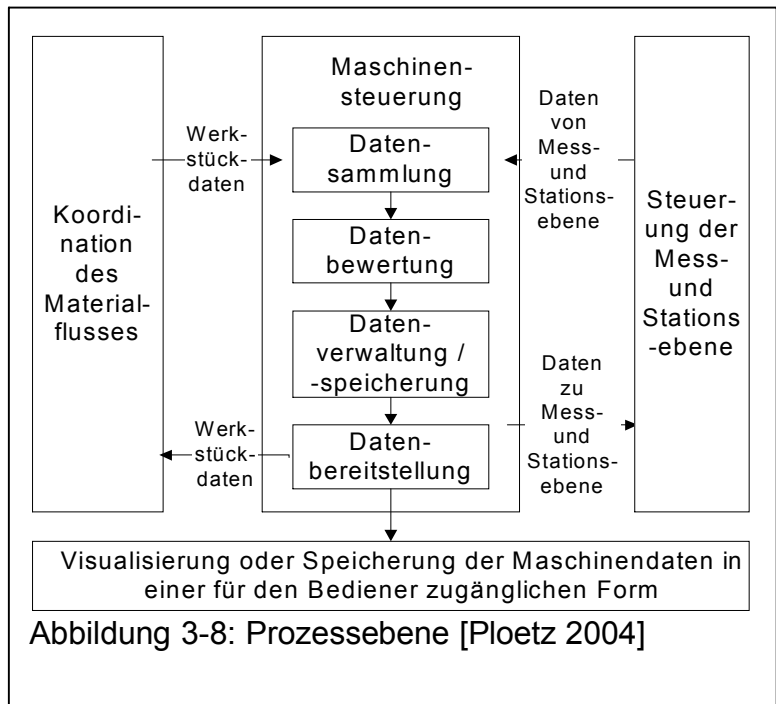 Koordi-
nation
des
Material-
flusses
Werk-
stück-
daten
Werk-
stück-
daten
Maschinen-
steuerung
Daten-
sammlung
Daten-
bewertung
Daten-
verwaltung /
-speicherung
Daten-
bereitstellung
Daten
von
Mess-
und
Stations-
ebene
Daten
zu
Mess-
und
Stations-
ebene
Steuer-
ung der
Mess-
und
Stations
-ebene
Visualisierung oder Speicherung der Maschinendaten in
einer für den Bediener zugänglichen Form
Abbildung 3-8: Prozessebene [Ploetz 2004]